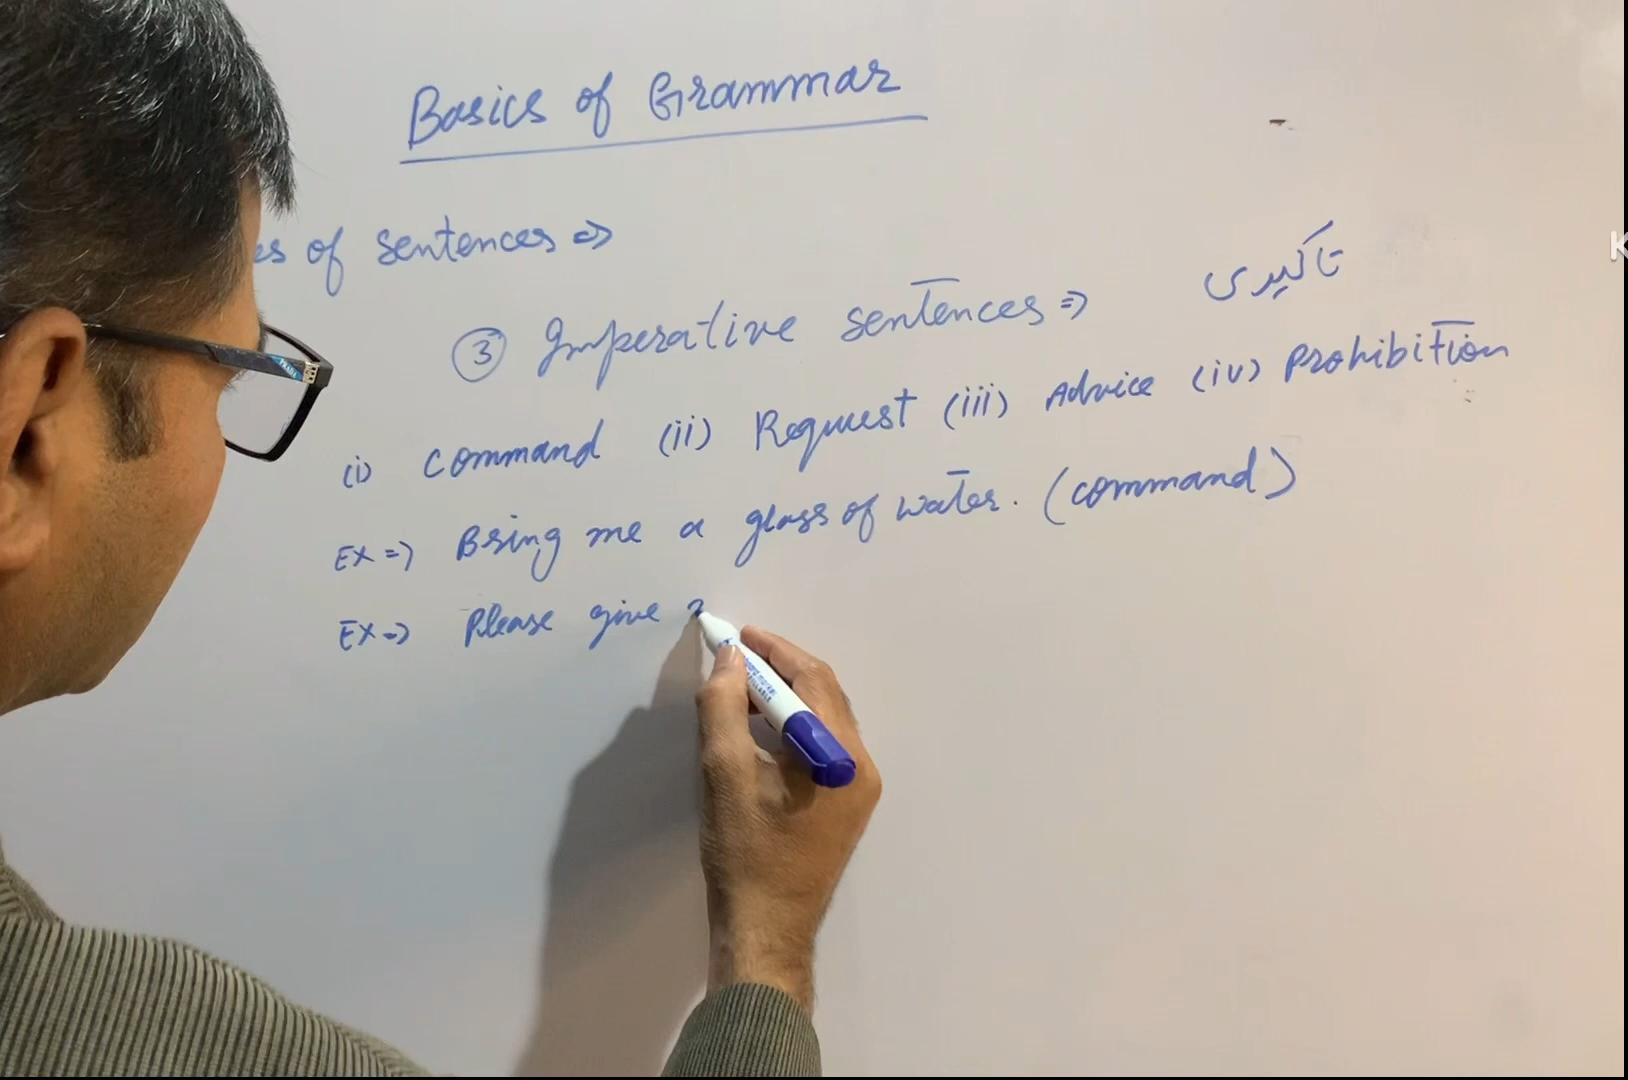 Basics of Grammar
es of sentences =>
③ Imperative sentences => تاکیدی
(i) command (ii) Request (iii) Advice (iv) Prohibition
Ex => Bring me a glass of water. (command)
Ex => Please give
K